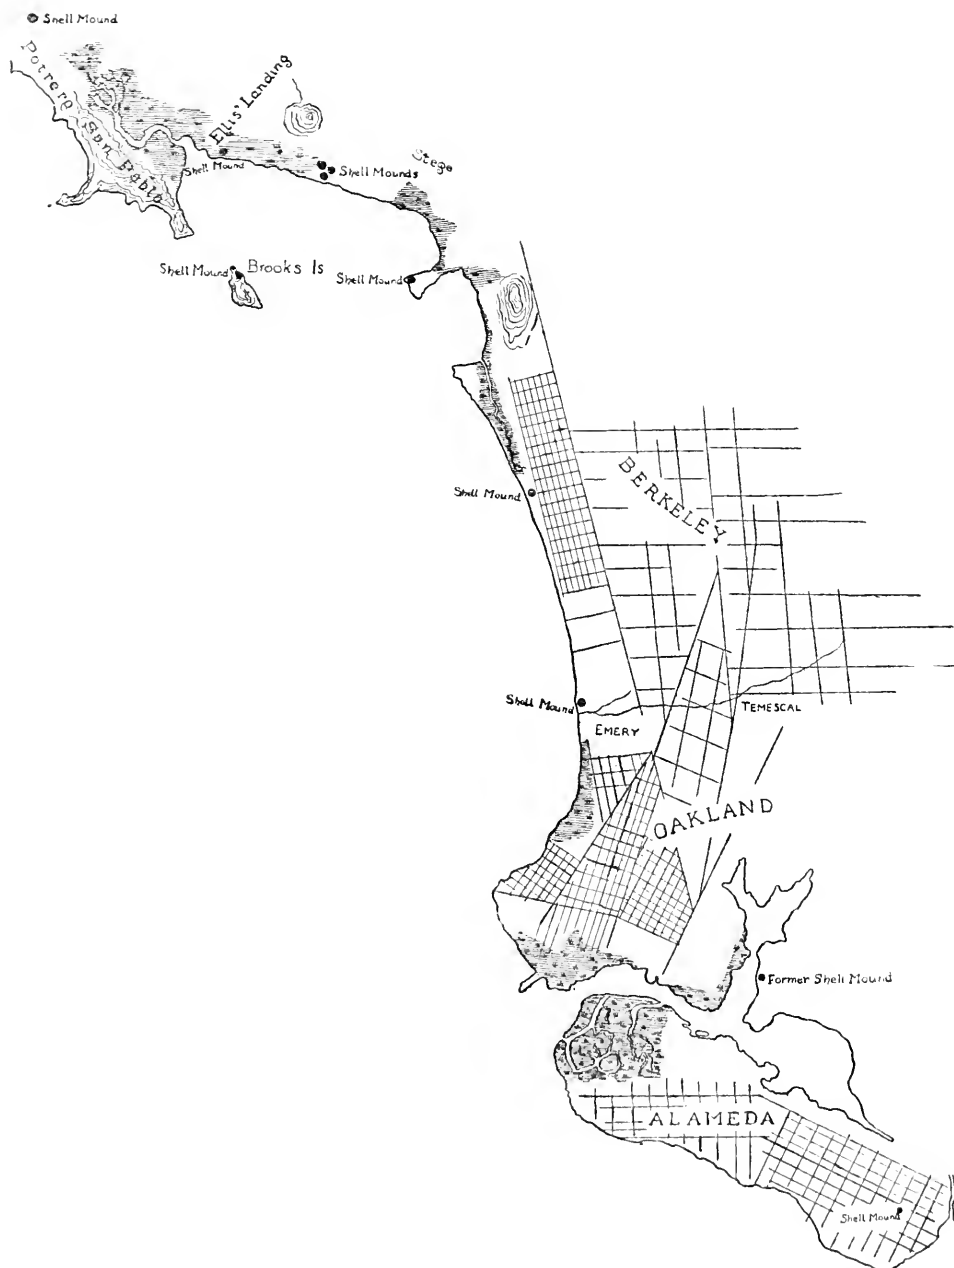 Shell Mound
Potrero San Pablo
Ellis' Landing
Shell Mound
Shell Mounds
Stege
Shell Mound
Brooks Is
Shell Mound
BERKELEY
Shell Mound
Shell Mound
TEMESCAL
EMERY
OAKLAND
Former Shell Mound
ALAMEDA
Shell Mound